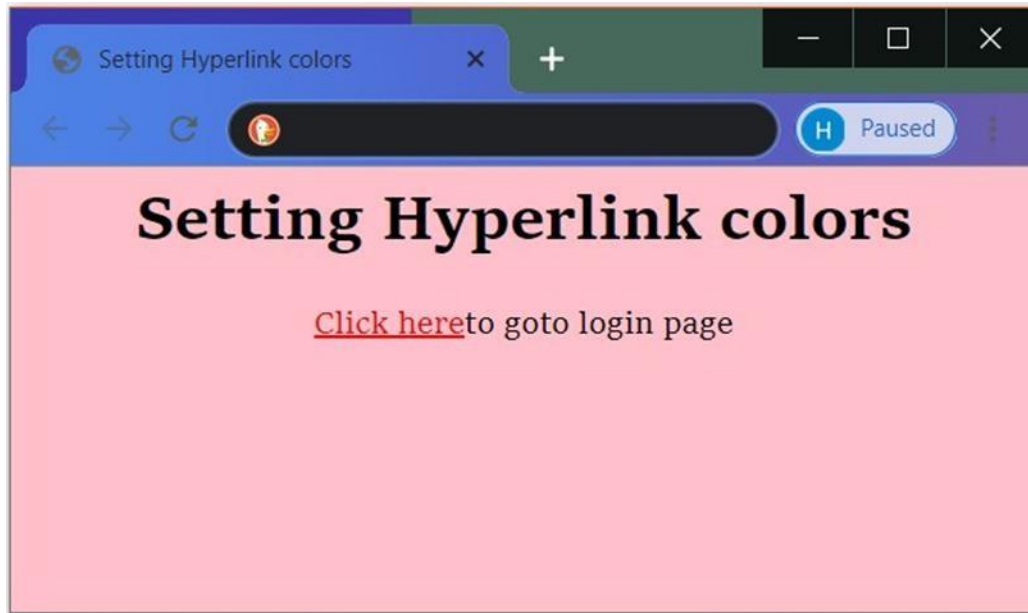 Setting Hyperlink colors
H Paused
Setting Hyperlink colors
Click hereto goto login page